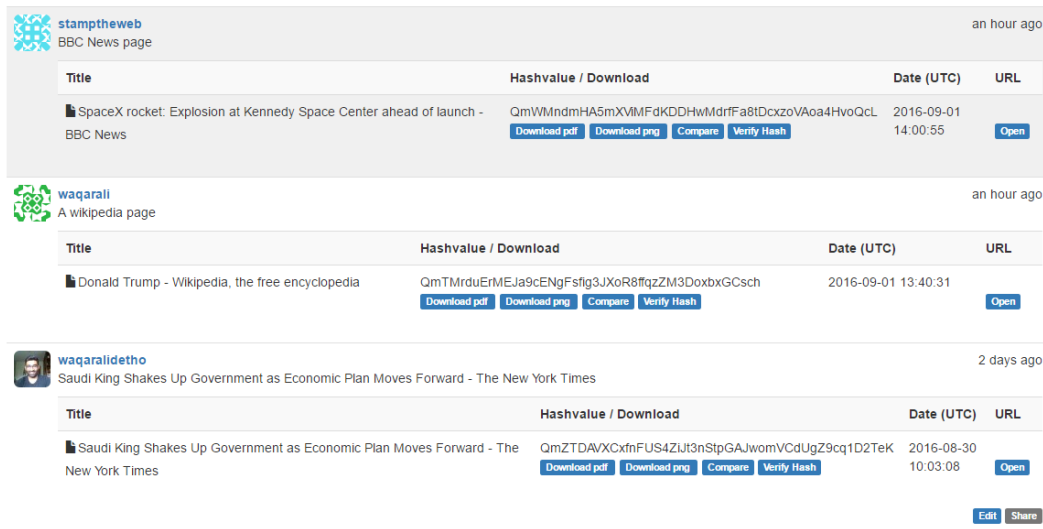 stamptheweb an hour ago
BBC News page
Title Hashvalue / Download Date (UTC) URL
SpaceX rocket: Explosion at Kennedy Space Center ahead of launch - QmWMndmHA5mXViMFdKDDHwMdrfFa8tDcxzoVAoa4HvoQcL 2016-09-01
BBC News Download pdf Download png Compare Verify Hash 14:00:55 Open
waqarali an hour ago
A wikipedia page
Title Hashvalue / Download Date (UTC) URL
Donald Trump - Wikipedia, the free encyclopedia QmTMrduErMEJa9cENgFsfig3JXoR8ffqzZM3DoxbxGCsch 2016-09-01 13:40:31
Download pdf Download png Compare Verify Hash Open
waqaralidetho 2 days ago
Saudi King Shakes Up Government as Economic Plan Moves Forward - The New York Times
Title Hashvalue / Download Date (UTC) URL
Saudi King Shakes Up Government as Economic Plan Moves Forward - The QmZTDAVXCxfnFUS4ZiJt3nStpGAJwomVCdUgZ9cq1D2TeK 2016-08-30
New York Times Download pdf Download png Compare Verify Hash 10:03:08 Open
Edit Share